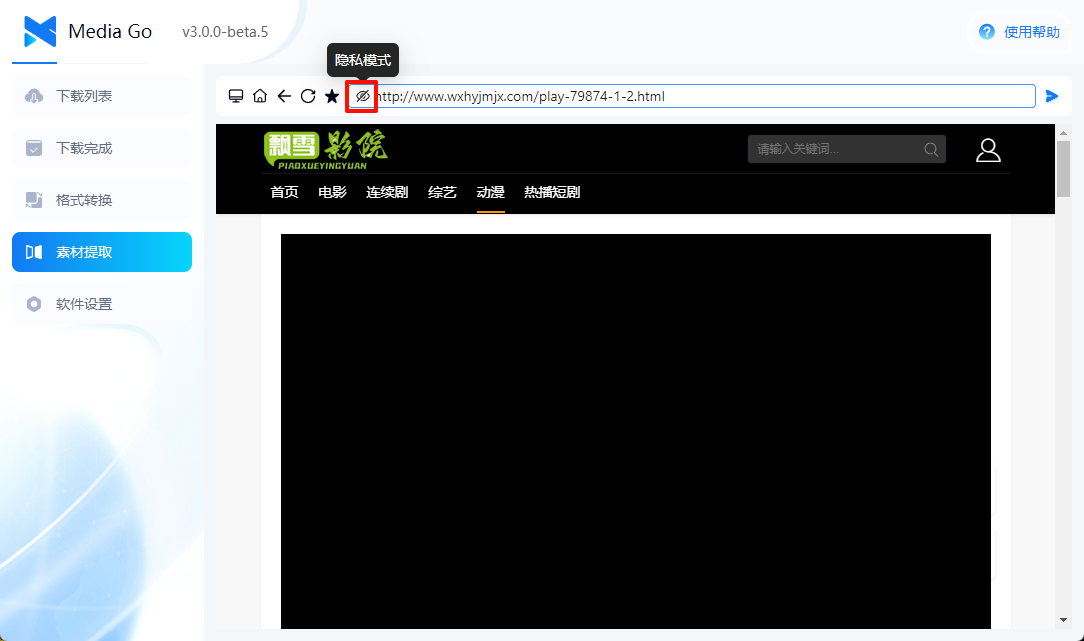 Media Go
v3.0.0-beta.5
使用帮助
隐私模式
下载列表
下载完成
格式转换
素材提取
软件设置
http://www.wxhyjmjx.com/play-79874-1-2.html
飘雪影院
PIAOXUEYINGYUAN
请输入关键词...
首页 电影 连续剧 综艺 动漫 热播短剧